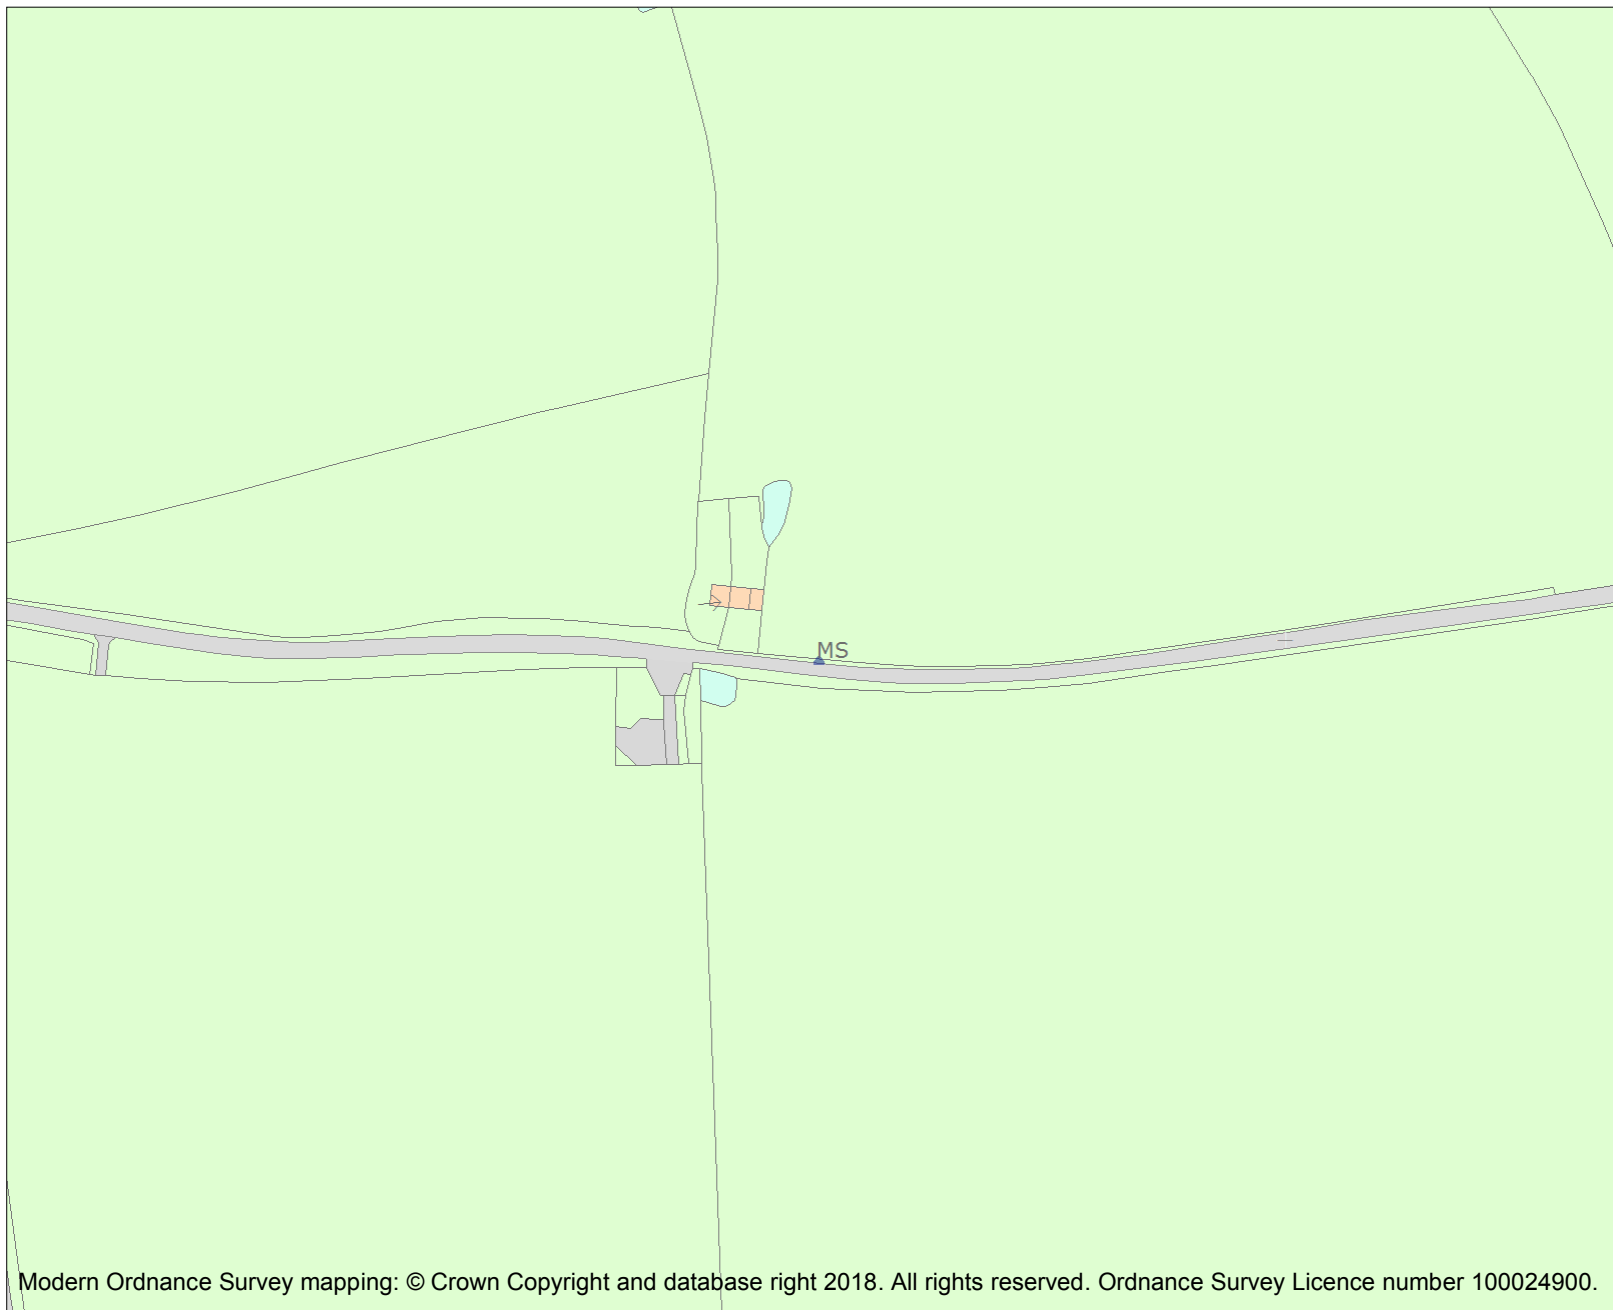 MS
Modern Ordnance Survey mapping: © Crown Copyright and database right 2018. All rights reserved. Ordnance Survey Licence number 100024900.